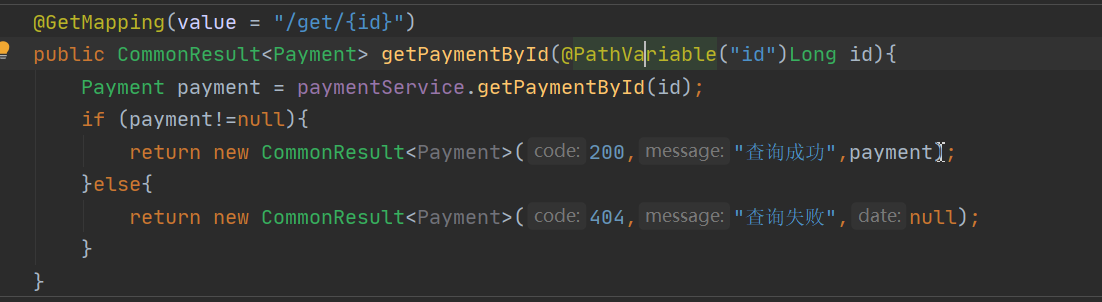 @GetMapping(value = "/get/{id}")
public CommonResult<Payment> getPaymentById(@PathVariable("id")Long id){
Payment payment = paymentService.getPaymentById(id);
if (payment!=null){
return new CommonResult<Payment>( code: 200, message: "查询成功",payment);
}else{
return new CommonResult<Payment>( code: 404, message: "查询失败", date: null);
}
}